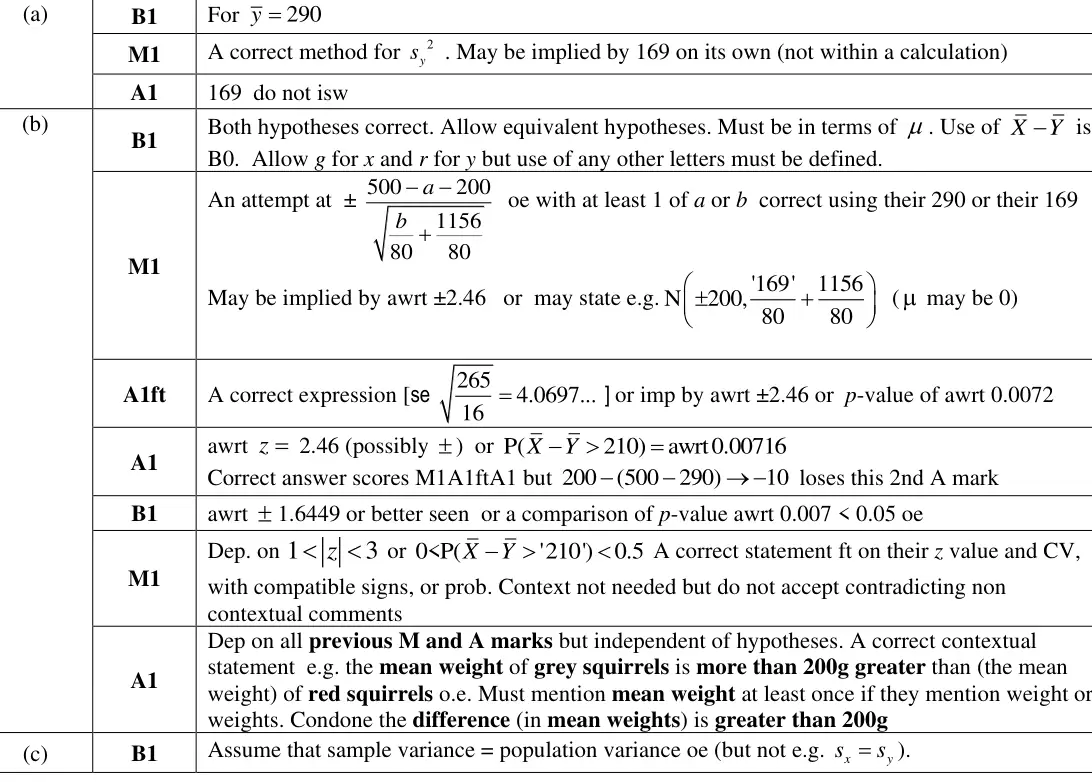 (a) B1 For y̅ = 290
M1 A correct method for s_y² . May be implied by 169 on its own (not within a calculation)
A1 169 do not isw
(b) B1 Both hypotheses correct. Allow equivalent hypotheses. Must be in terms of μ . Use of X̅ − Y̅ is
B0. Allow g for x and r for y but use of any other letters must be defined.
M1 An attempt at ± (500 − a − 200) / √(b/80 + 1156/80) oe with at least 1 of a or b correct using their 290 or their 169
May be implied by awrt ±2.46 or may state e.g. N(±200, '169'/80 + 1156/80) ( μ may be 0)
A1ft A correct expression [se √(265/16) = 4.0697... ] or imp by awrt ±2.46 or p-value of awrt 0.0072
A1 awrt z = 2.46 (possibly ± ) or P(X̅ − Y̅ > 210) = awrt0.00716
Correct answer scores M1A1ftA1 but 200 − (500 − 290) → −10 loses this 2nd A mark
B1 awrt ± 1.6449 or better seen or a comparison of p-value awrt 0.007 < 0.05 oe
M1 Dep. on 1 < |z| < 3 or 0<P(X̅ − Y̅ > '210') < 0.5 A correct statement ft on their z value and CV,
with compatible signs, or prob. Context not needed but do not accept contradicting non
contextual comments
A1 Dep on all previous M and A marks but independent of hypotheses. A correct contextual
statement e.g. the mean weight of grey squirrels is more than 200g greater than (the mean
weight) of red squirrels o.e. Must mention mean weight at least once if they mention weight or
weights. Condone the difference (in mean weights) is greater than 200g
(c) B1 Assume that sample variance = population variance oe (but not e.g. s_x = s_y ).